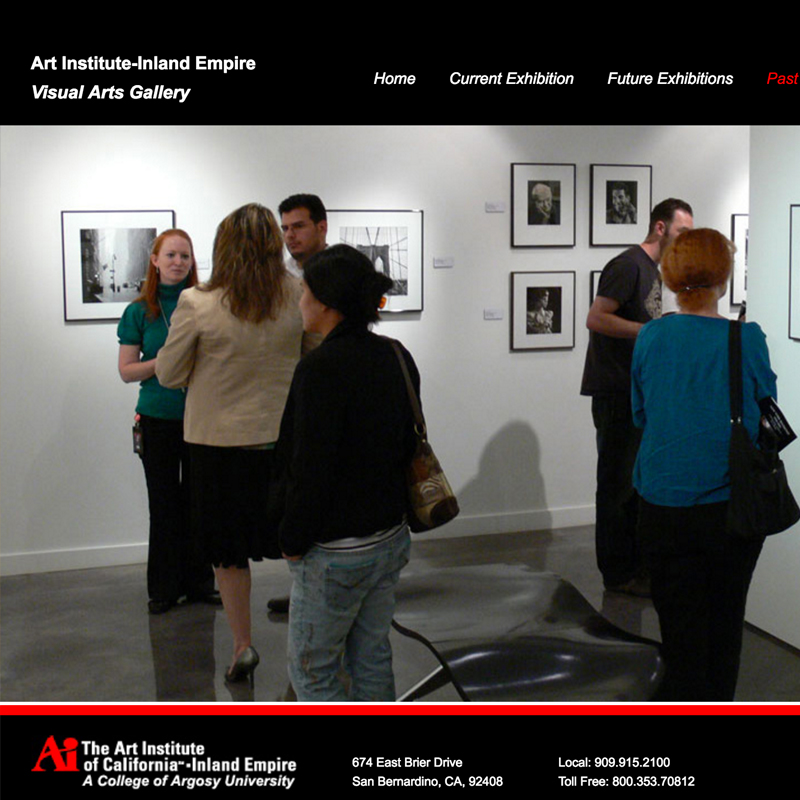 Art Institute-Inland Empire
Visual Arts Gallery
Home Current Exhibition Future Exhibitions Past
Ai The Art Institute
of California℠-Inland Empire
A College of Argosy University
674 East Brier Drive
San Bernardino, CA, 92408
Local: 909.915.2100
Toll Free: 800.353.70812